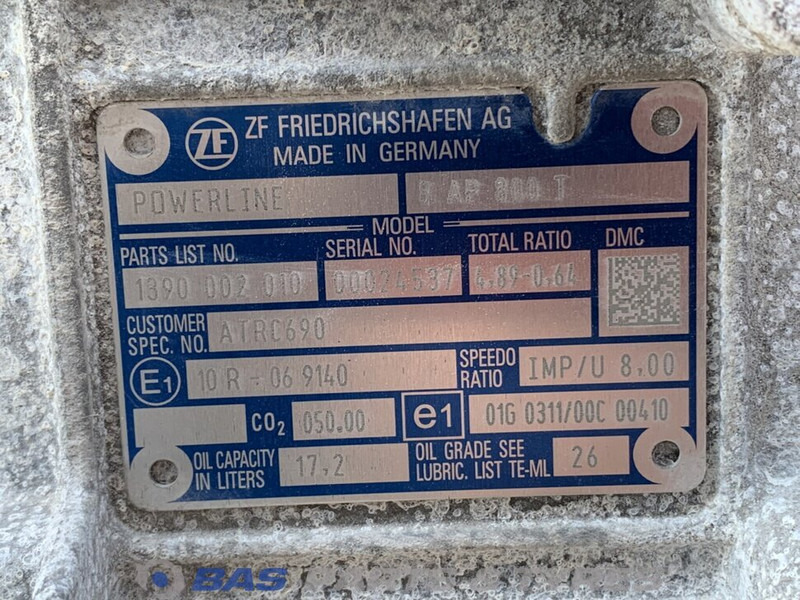 ZF ZF FRIEDRICHSHAFEN AG
MADE IN GERMANY
POWERLINE 8 AP 800 T
MODEL
PARTS LIST NO. SERIAL NO. TOTAL RATIO DMC
1390 002 010 00024537 4,89-0,64
CUSTOMER SPEC. NO. ATRC690
E1 10 R - 06 9140 SPEEDO RATIO IMP/U 8,00
CO2 050.00 e1 01G 0311/00C 00410
OIL CAPACITY IN LITERS 17,2 OIL GRADE SEE LUBRIC. LIST TE-ML 26
BAS